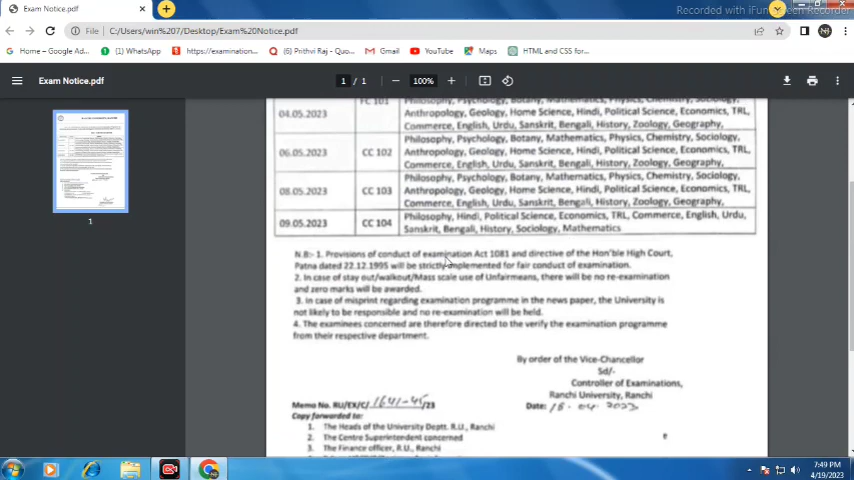 Exam Notice.pdf
Recorded with iFun Screen Recorder
File
C:/Users/win 7/Desktop/Exam%20Notice.pdf
Home – Google Ad...
(1) WhatsApp
https://examination...
(4) Prithvi Raj - Quo...
Gmail
YouTube
Maps
HTML and CSS for...
Exam Notice.pdf
1 / 1
100%
1
04.05.2023
FC 101
Philosophy, Psychology, Botany, Mathematics, Physics, Chemistry, Sociology,
Anthropology, Geology, Home Science, Hindi, Political Science, Economics, TRL,
Commerce, English, Urdu, Sanskrit, Bengali, History, Zoology, Geography,
06.05.2023
CC 102
Philosophy, Psychology, Botany, Mathematics, Physics, Chemistry, Sociology,
Anthropology, Geology, Home Science, Hindi, Political Science, Economics, TRL,
Commerce, English, Urdu, Sanskrit, Bengali, History, Zoology, Geography,
08.05.2023
CC 103
Philosophy, Psychology, Botany, Mathematics, Physics, Chemistry, Sociology,
Anthropology, Geology, Home Science, Hindi, Political Science, Economics, TRL,
Commerce, English, Urdu, Sanskrit, Bengali, History, Zoology, Geography,
09.05.2023
CC 104
Philosophy, Hindi, Political Science, Economics, TRL, Commerce, English, Urdu,
Sanskrit, Bengali, History, Sociology, Mathematics
N.B:- 1. Provisions of conduct of examination Act 1081 and directive of the Hon'ble High Court,
Patna dated 22.12.1995 will be strictly implemented for fair conduct of examination.
2. In case of stay out/walkout/Mass scale use of Unfairmeans, there will be no re-examination
and zero marks will be awarded.
3. In case of misprint regarding examination programme in the news paper, the University is
not likely to be responsible and no re-examination will be held.
4. The examinees concerned are therefore directed to the verify the examination programme
from their respective department.
By order of the Vice-Chancellor
Sd/-
Controller of Examinations,
Ranchi University, Ranchi
Memo No. RU/EX/C/ 1641-45/23
Date: 18.04.2023
Copy forwarded to:
1. The Heads of the University Deptt. R.U., Ranchi
2. The Centre Superintendent concerned
3. The Finance officer, R.U., Ranchi
7:49 PM
4/19/2023